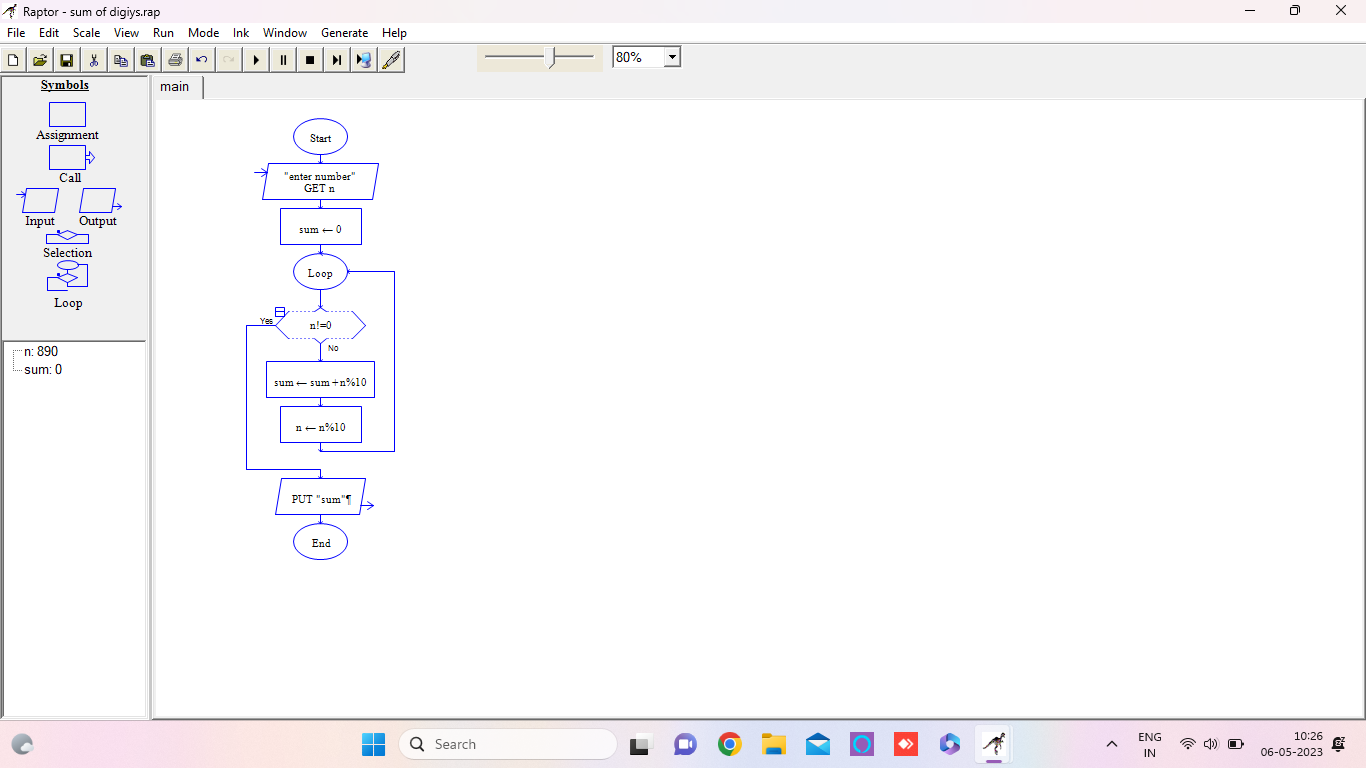 Raptor - sum of digiys.rap
File Edit Scale View Run Mode Ink Window Generate Help
80%
Symbols
Assignment
Call
Input Output
Selection
Loop
n: 890
sum: 0
main
Start
"enter number"
GET n
sum ← 0
Loop
Yes
n!=0
No
sum ← sum+n%10
n ← n%10
PUT "sum"¶
End
Search
ENG
IN
10:26
06-05-2023